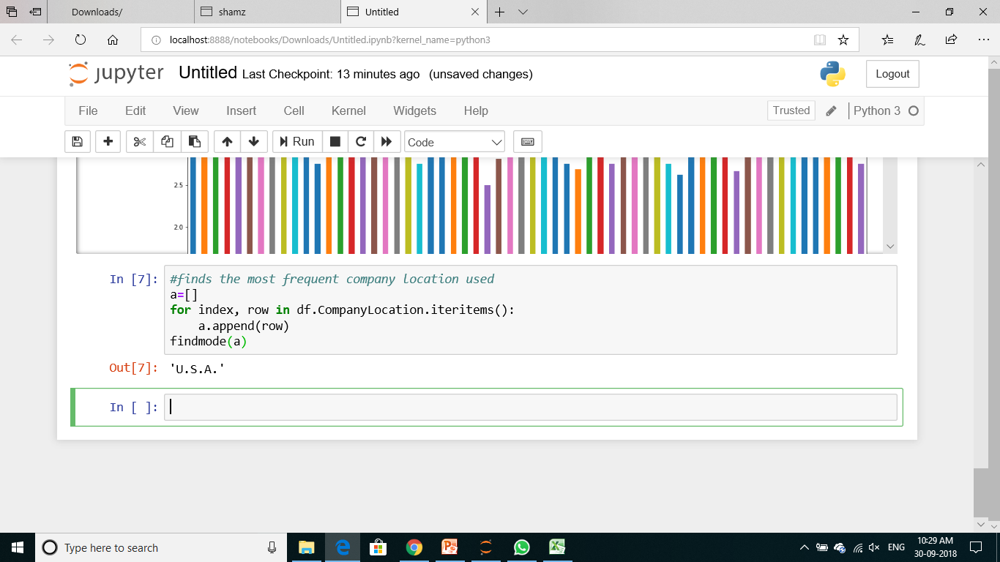 Downloads/
shamz
Untitled
localhost:8888/notebooks/Downloads/Untitled.ipynb?kernel_name=python3
jupyter Untitled Last Checkpoint: 13 minutes ago (unsaved changes)
Logout
File Edit View Insert Cell Kernel Widgets Help
Trusted
Python 3
Run
Code
2.5
2.0
In [7]: #finds the most frequent company location used
a=[]
for index, row in df.CompanyLocation.iteritems():
    a.append(row)
findmode(a)
Out[7]: 'U.S.A.'
In [ ]:
Type here to search
ENG
10:29 AM
30-09-2018